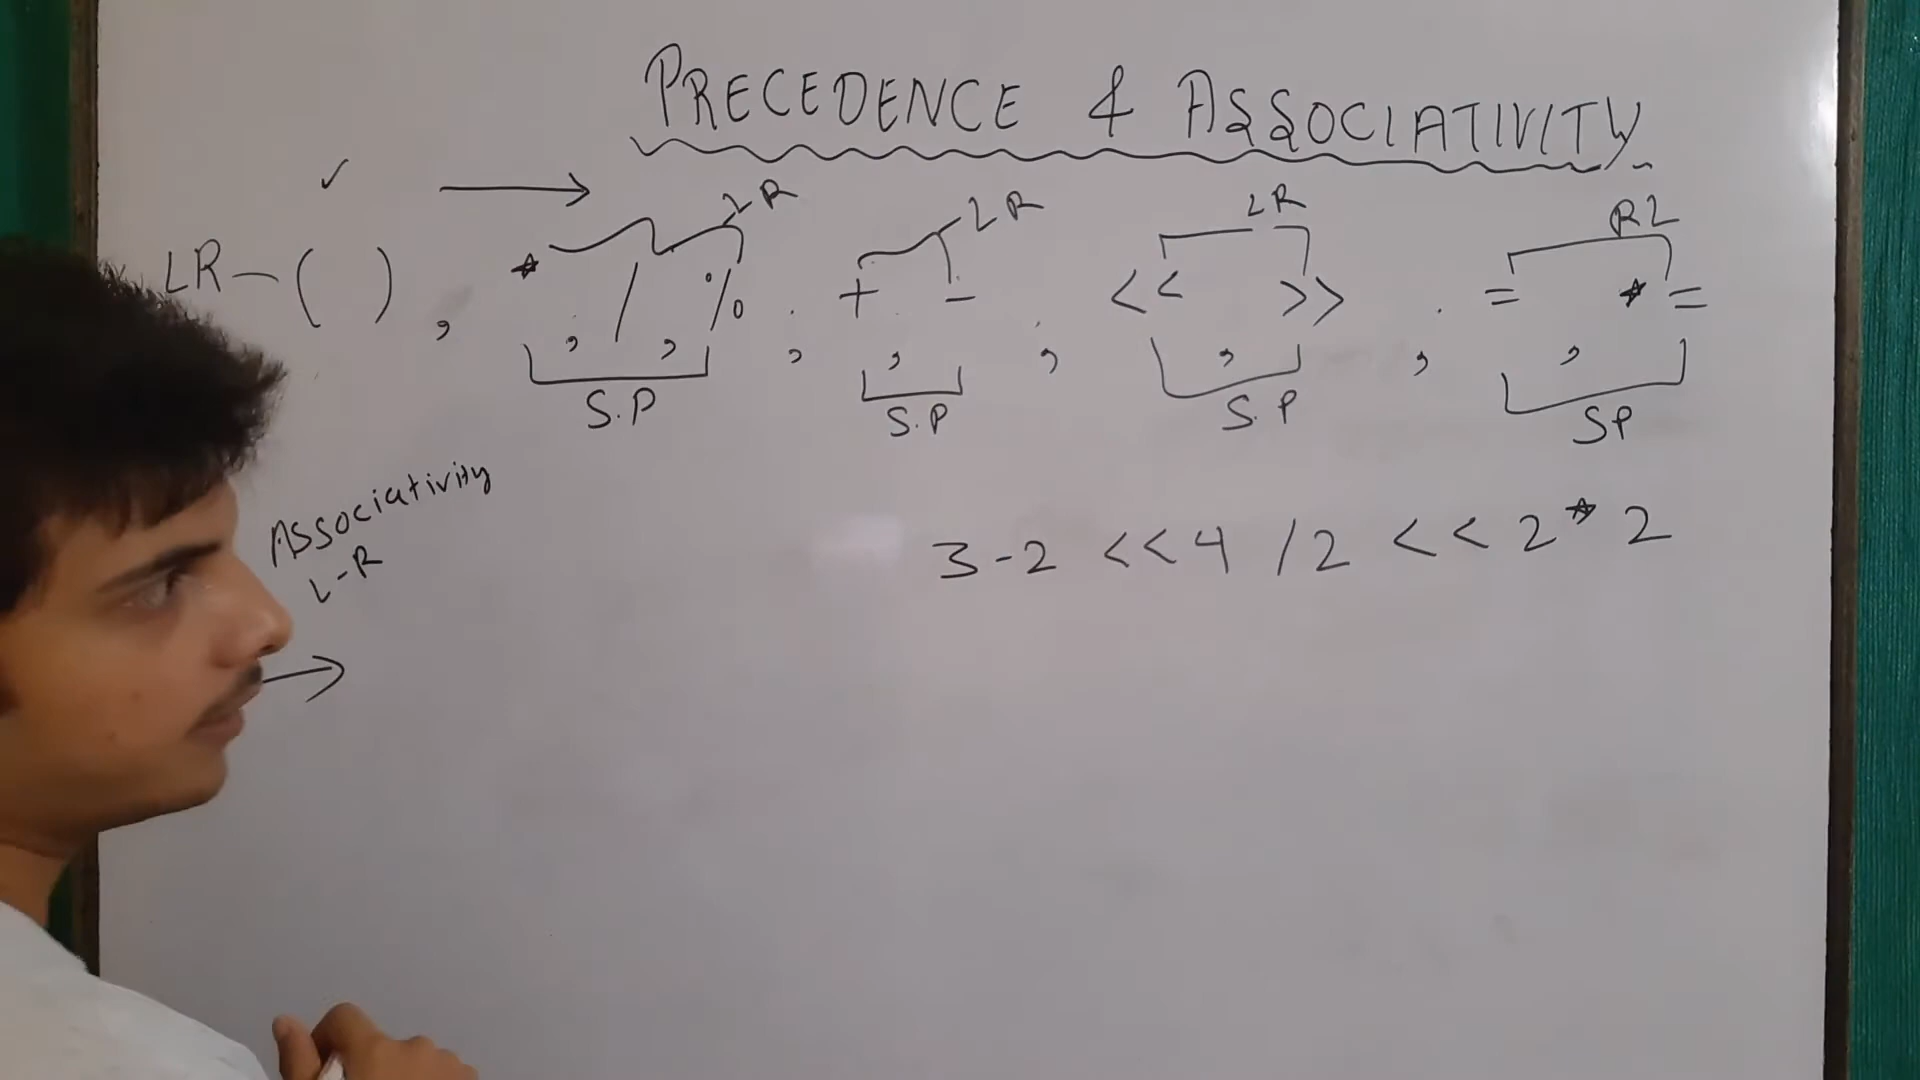 PRECEDENCE & ASSOCIATIVITY
LR LR LR RL
LR-( ), *, /, %, +, -, << , >>, =, *=
S.P S.P S.P SP
Associativity
L-R
3-2 <<4 /2 << 2*2